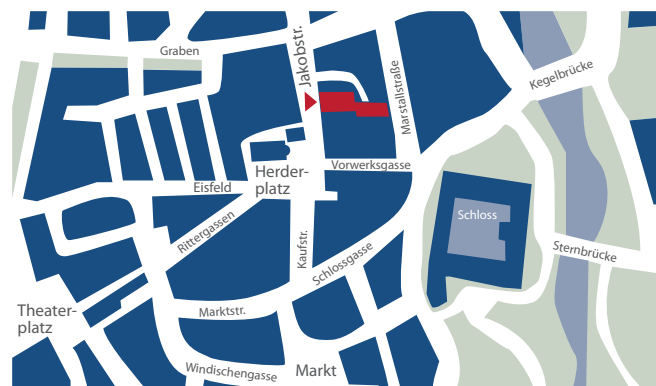 Graben
Jakobstr.
Marstallstraße
Kegelbrücke
Vorwerksgasse
Herder-
platz
Eisfeld
Rittergassen
Kaufstr.
Schlossgasse
Schloss
Sternbrücke
Theater-
platz
Marktstr.
Windischengasse
Markt